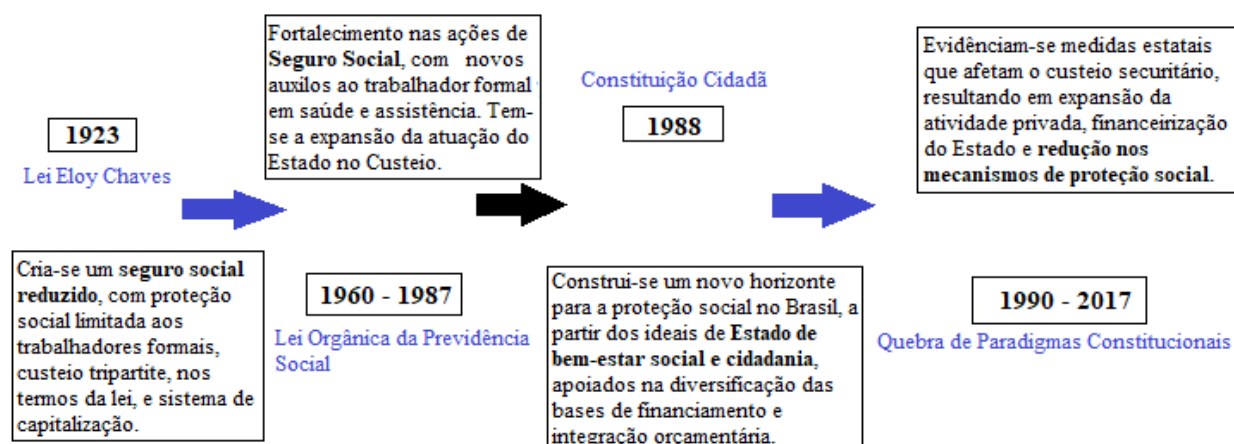 1923
Lei Eloy Chaves
Cria-se um seguro social
reduzido, com proteção
social limitada aos
trabalhadores formais,
custeio tripartite, nos
termos da lei, e sistema de
capitalização.
Fortalecimento nas ações de
Seguro Social, com novos
auxilos ao trabalhador formal
em saúde e assistência. Tem-
se a expansão da atuação do
Estado no Custeio.
1960 - 1987
Lei Orgânica da Previdência
Social
Constituição Cidadã
1988
Construi-se um novo horizonte
para a proteção social no Brasil, a
partir dos ideais de Estado de
bem-estar social e cidadania,
apoiados na diversificação das
bases de financiamento e
integração orçamentária.
Evidênciam-se medidas estatais
que afetam o custeio securitário,
resultando em expansão da
atividade privada, financeirização
do Estado e redução nos
mecanismos de proteção social.
1990 - 2017
Quebra de Paradigmas Constitucionais